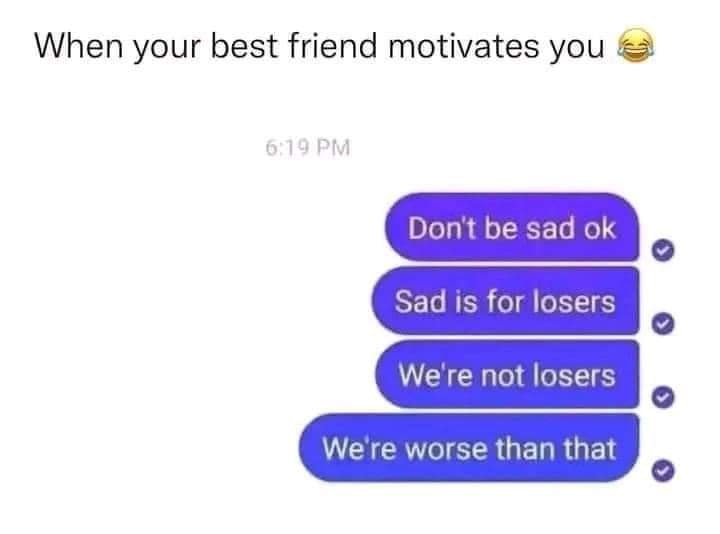 When your best friend motivates you 😂
6:19 PM
Don't be sad ok
Sad is for losers
We're not losers
We're worse than that